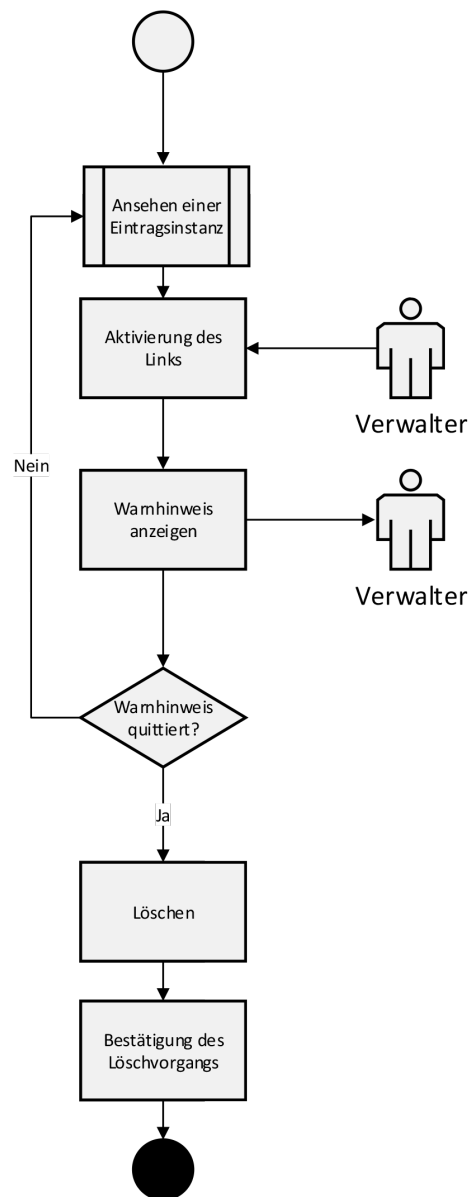 Ansehen einer
Eintragsinstanz
Aktivierung des
Links
Verwalter
Nein
Warnhinweis
anzeigen
Verwalter
Warnhinweis
quittiert?
Ja
Löschen
Bestätigung des
Löschvorgangs